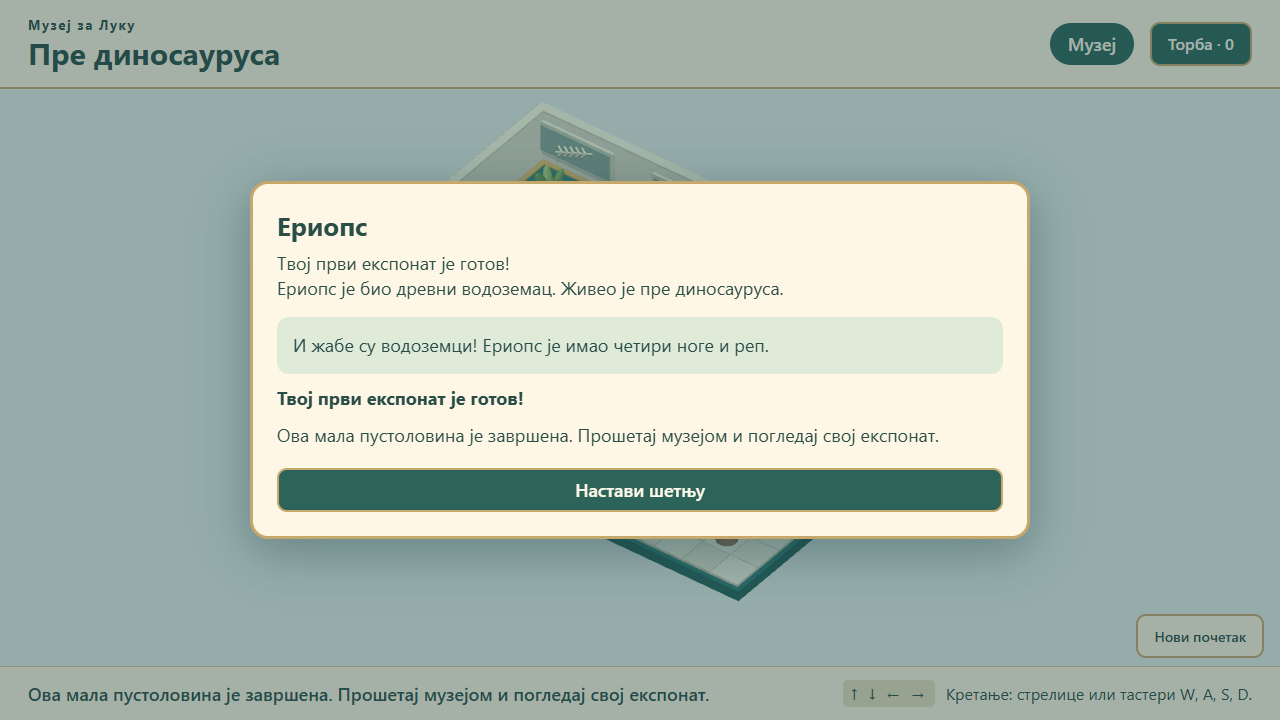 Музеј за Луку
Пре диносауруса
Музеј
Торба · 0
Ериопс
Твој први експонат је готов!
Ериопс је био древни водоземац. Живео је пре диносауруса.
И жабе су водоземци! Ериопс је имао четири ноге и реп.
Твој први експонат је готов!
Ова мала пустоловина је завршена. Прошетај музејом и погледај свој експонат.
Настави шетњу
Нови почетак
Ова мала пустоловина је завршена. Прошетај музејом и погледај свој експонат.
↑ ↓ ← → Кретање: стрелице или тастери W, A, S, D.